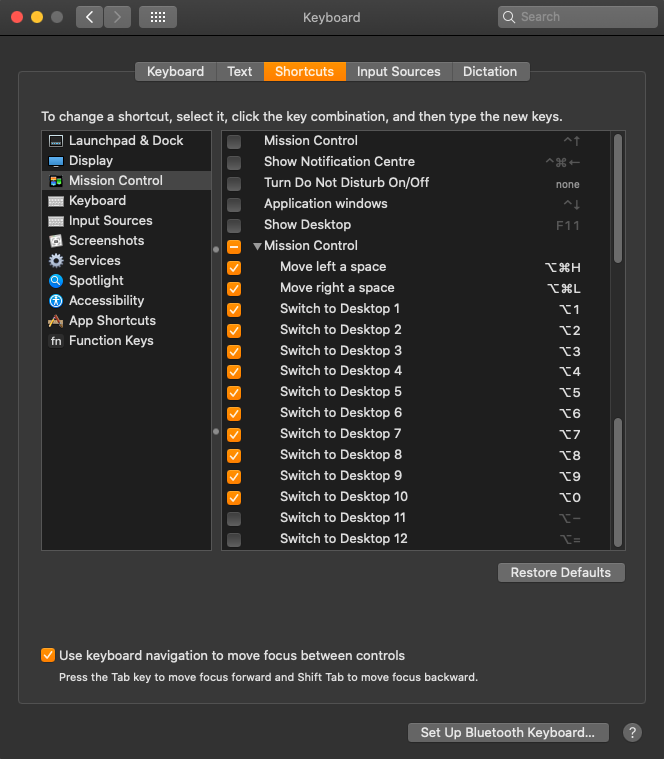 Keyboard
Search
Keyboard Text Shortcuts Input Sources Dictation
To change a shortcut, select it, click the key combination, and then type the new keys.
Launchpad & Dock
Display
Mission Control
Keyboard
Input Sources
Screenshots
Services
Spotlight
Accessibility
App Shortcuts
fn Function Keys
Mission Control ^↑
Show Notification Centre ^⌘←
Turn Do Not Disturb On/Off none
Application windows ^↓
Show Desktop F11
Mission Control
Move left a space ⌥⌘H
Move right a space ⌥⌘L
Switch to Desktop 1 ⌥1
Switch to Desktop 2 ⌥2
Switch to Desktop 3 ⌥3
Switch to Desktop 4 ⌥4
Switch to Desktop 5 ⌥5
Switch to Desktop 6 ⌥6
Switch to Desktop 7 ⌥7
Switch to Desktop 8 ⌥8
Switch to Desktop 9 ⌥9
Switch to Desktop 10 ⌥0
Switch to Desktop 11 ⌥-
Switch to Desktop 12 ⌥=
Restore Defaults
Use keyboard navigation to move focus between controls
Press the Tab key to move focus forward and Shift Tab to move focus backward.
Set Up Bluetooth Keyboard... ?